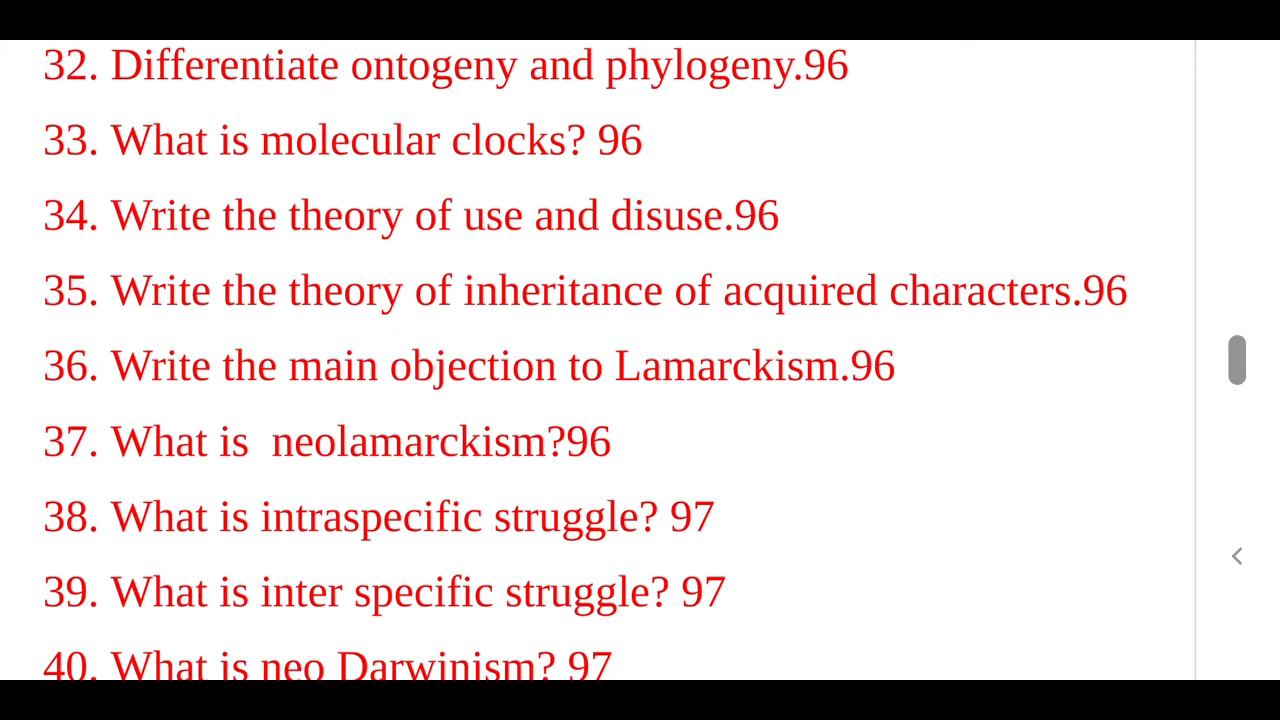 32. Differentiate ontogeny and phylogeny.96
33. What is molecular clocks? 96
34. Write the theory of use and disuse.96
35. Write the theory of inheritance of acquired characters.96
36. Write the main objection to Lamarckism.96
37. What is  neolamarckism?96
38. What is intraspecific struggle? 97
39. What is inter specific struggle? 97
40. What is neo Darwinism? 97